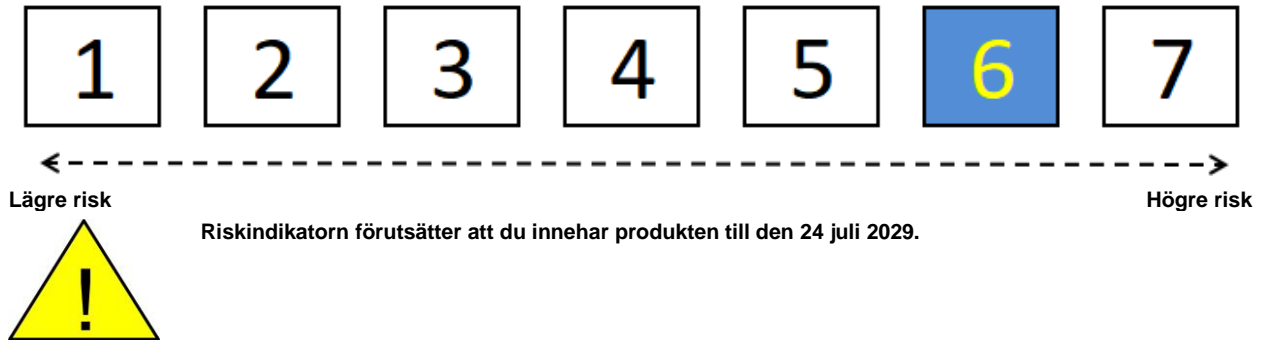 1 2 3 4 5 6 7
Lägre risk Högre risk
Riskindikatorn förutsätter att du innehar produkten till den 24 juli 2029.
!